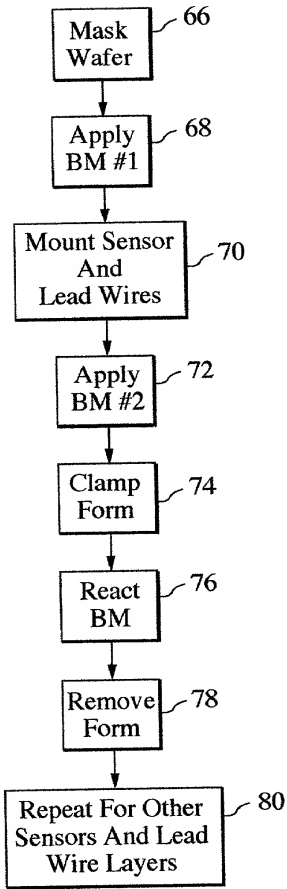 Mask
Wafer
66
Apply
BM #1
68
Mount Sensor
And
Lead Wires
70
Apply
BM #2
72
Clamp
Form
74
React
BM
76
Remove
Form
78
Repeat For Other
Sensors And Lead
Wire Layers
80